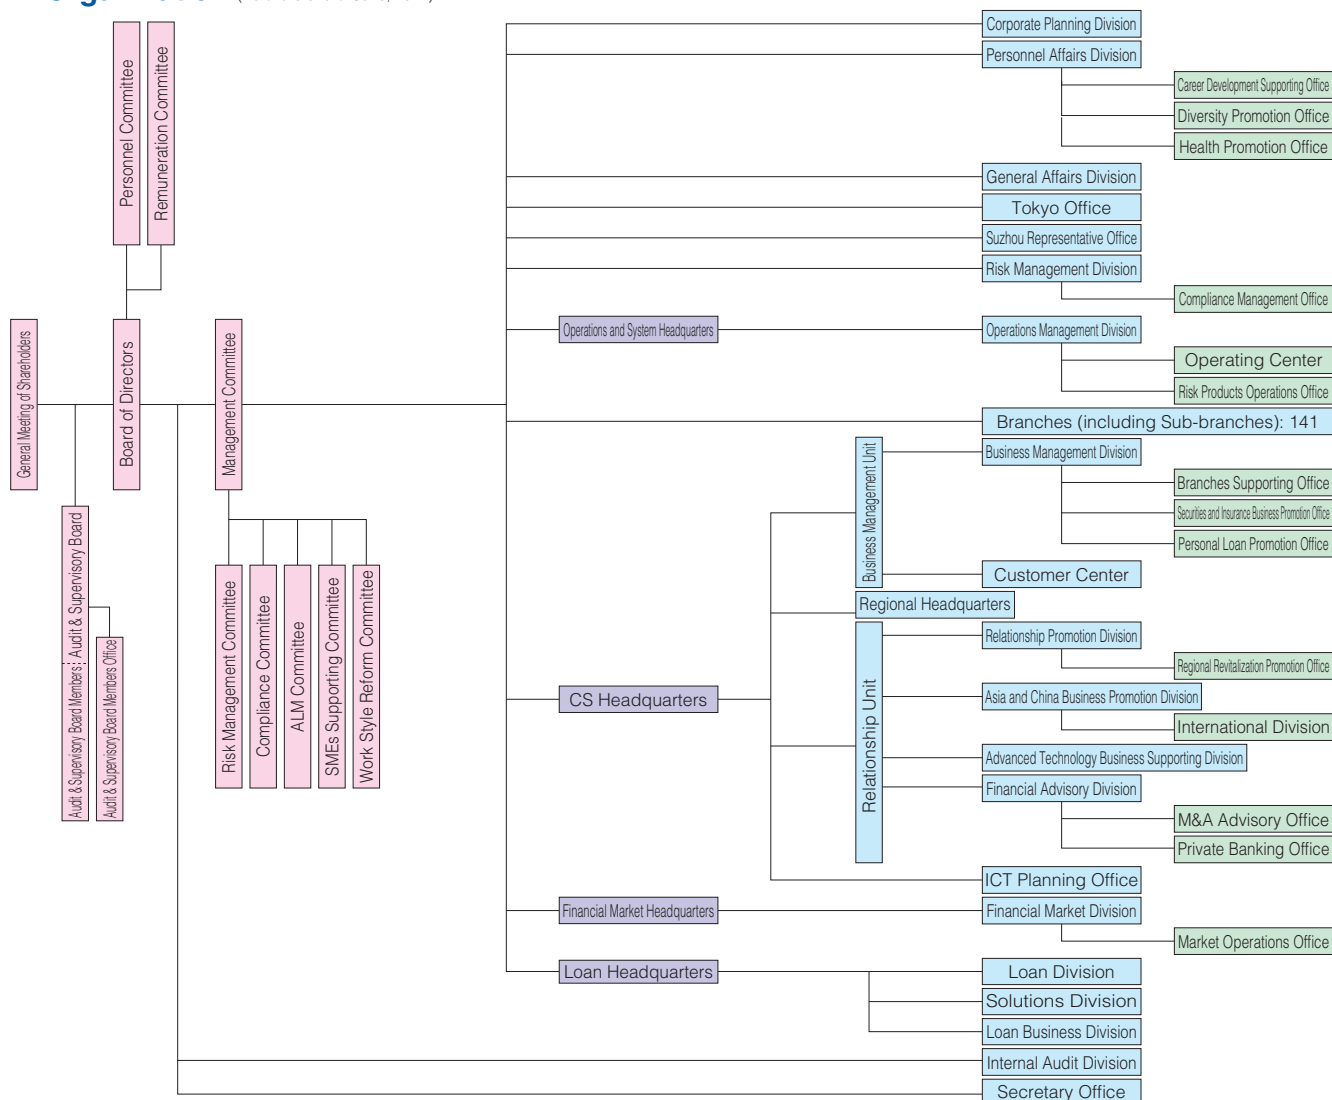 Corporate Planning Division
Personnel Affairs Division
Career Development Supporting Office
Diversity Promotion Office
Health Promotion Office
General Affairs Division
Tokyo Office
Suzhou Representative Office
Risk Management Division
Compliance Management Office
Personnel Committee
Remuneration Committee
General Meeting of Shareholders
Board of Directors
Management Committee
Audit & Supervisory Board Members
Audit & Supervisory Board
Audit & Supervisory Board Members Office
Risk Management Committee
Compliance Committee
ALM Committee
SMEs Supporting Committee
Work Style Reform Committee
Operations and System Headquarters
Operations Management Division
Operating Center
Risk Products Operations Office
Branches (including Sub-branches): 141
Business Management Unit
Business Management Division
Branches Supporting Office
Securities and Insurance Business Promotion Office
Personal Loan Promotion Office
Customer Center
Regional Headquarters
CS Headquarters
Relationship Unit
Relationship Promotion Division
Regional Revitalization Promotion Office
Asia and China Business Promotion Division
International Division
Advanced Technology Business Supporting Division
Financial Advisory Division
M&A Advisory Office
Private Banking Office
ICT Planning Office
Financial Market Headquarters
Financial Market Division
Market Operations Office
Loan Headquarters
Loan Division
Solutions Division
Loan Business Division
Internal Audit Division
Secretary Office